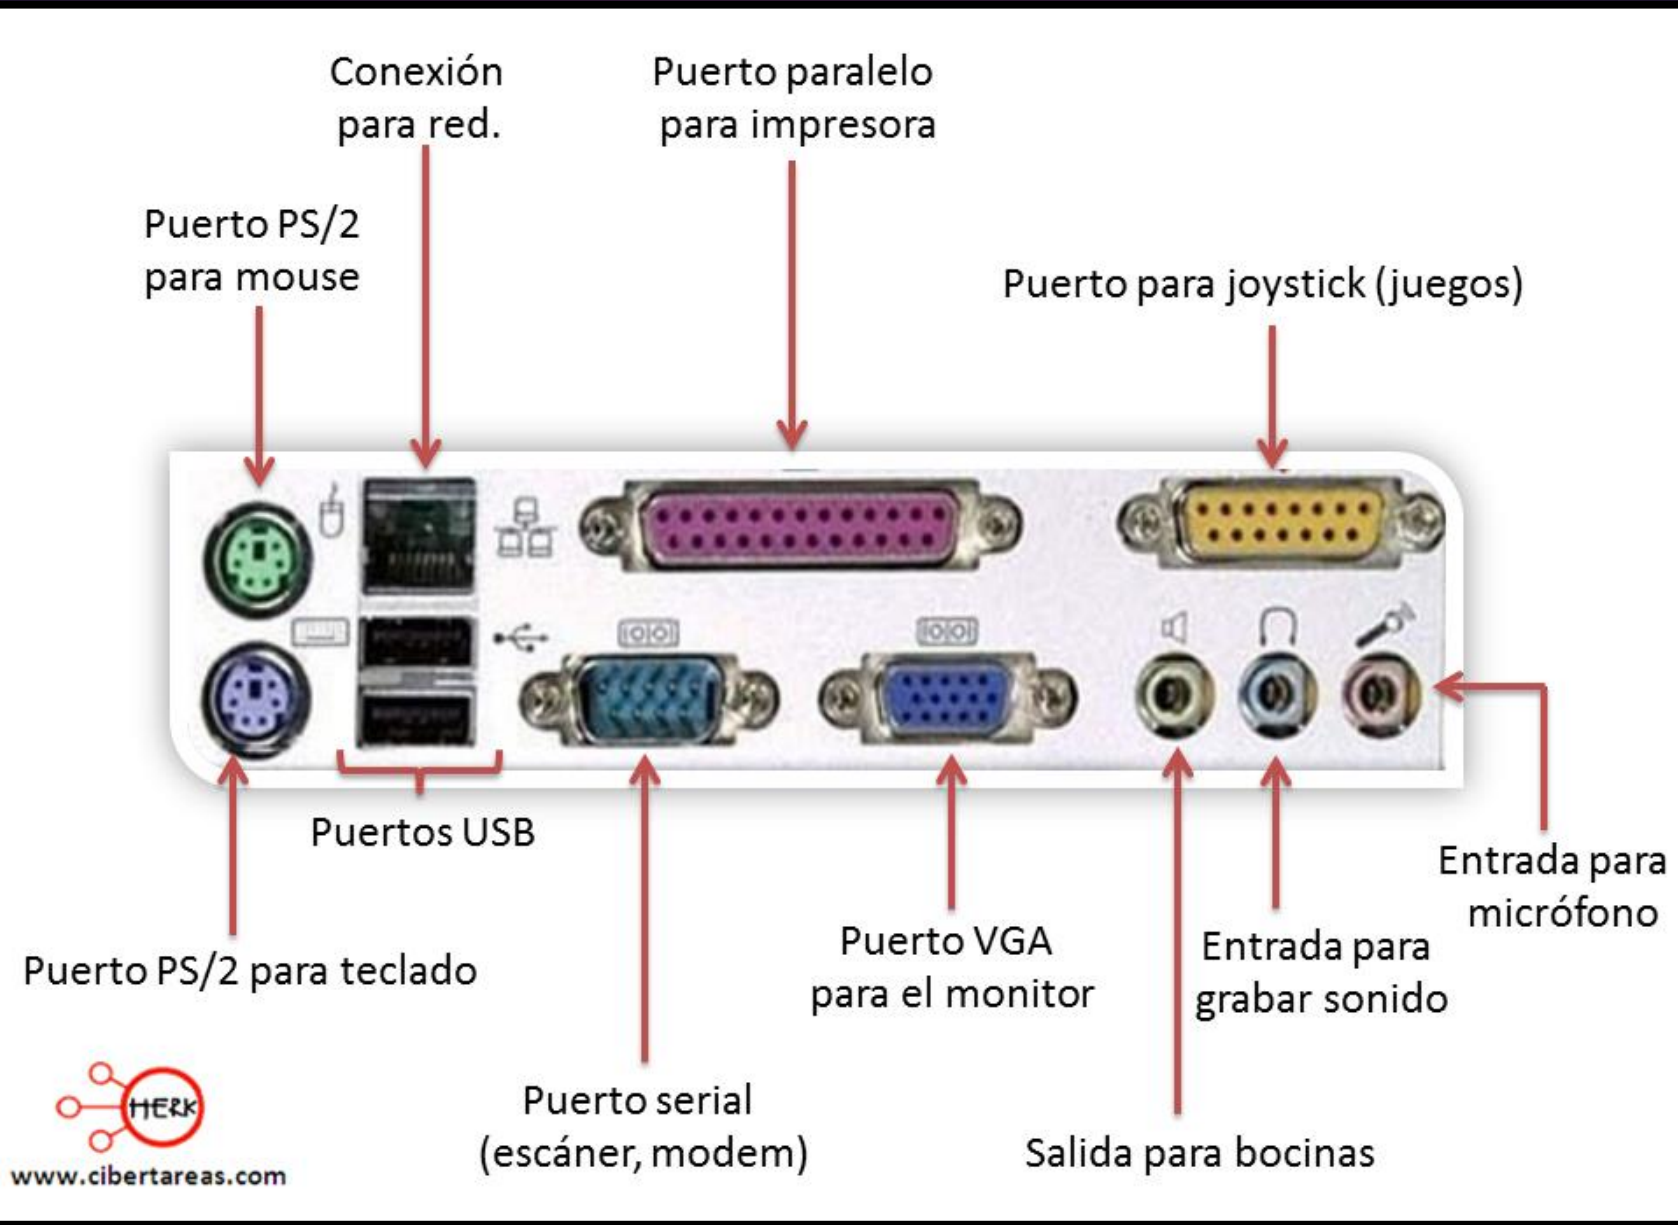 Conexión
para red.
Puerto paralelo
para impresora
Puerto PS/2
para mouse
Puerto para joystick (juegos)
Puertos USB
Entrada para
micrófono
Puerto PS/2 para teclado
Puerto VGA
para el monitor
Entrada para
grabar sonido
Puerto serial
(escáner, modem)
Salida para bocinas
HERK
www.cibertareas.com